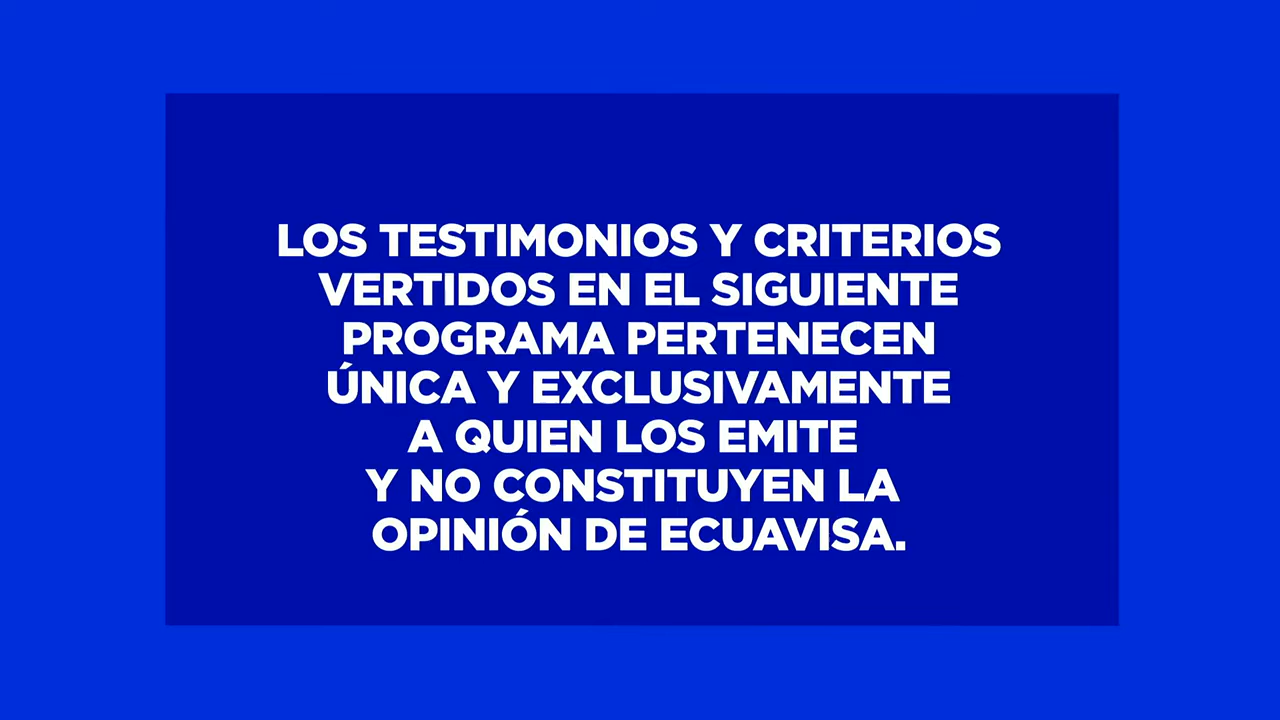 LOS TESTIMONIOS Y CRITERIOS
VERTIDOS EN EL SIGUIENTE
PROGRAMA PERTENECEN
ÚNICA Y EXCLUSIVAMENTE
A QUIEN LOS EMITE
Y NO CONSTITUYEN LA
OPINIÓN DE ECUAVISA.